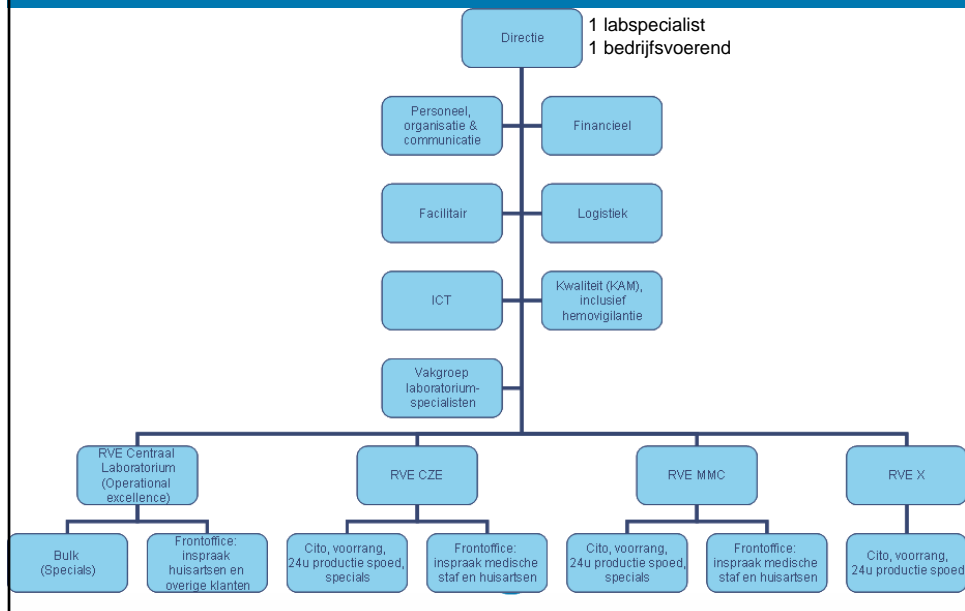 Directie
1 labspecialist
1 bedrijfsvoerend
Personeel,
organisatie &
communicatie
Financieel
Facilitair
Logistiek
ICT
Kwaliteit (KAM),
inclusief
hemovigilantie
Vakgroep
laboratorium-
specialisten
RVE Centraal
Laboratorium
(Operational
excellence)
RVE CZE
RVE MMC
RVE X
Bulk
(Specials)
Frontoffice:
inspraak
huisartsen en
overige klanten
Cito, voorrang,
24u productie spoed,
specials
Frontoffice:
inspraak medische
staf en huisartsen
Cito, voorrang,
24u productie spoed,
specials
Frontoffice:
inspraak medische
staf en huisartsen
Cito, voorrang,
24u productie spoed